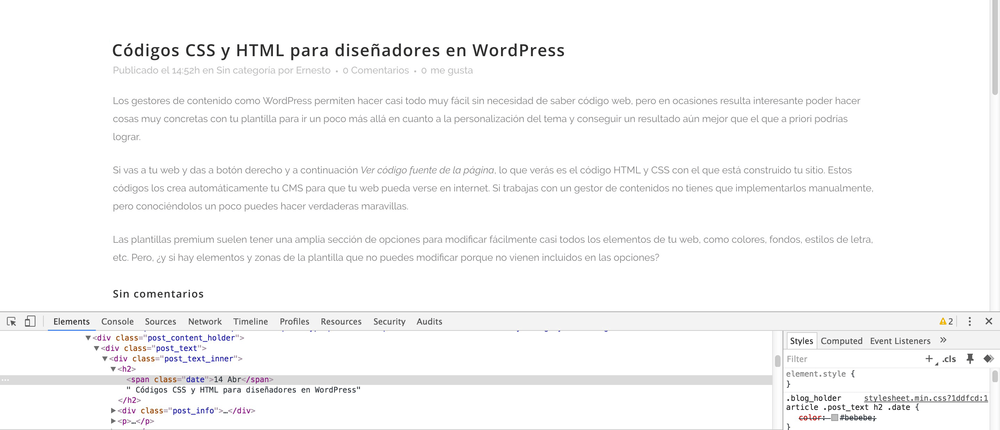 Códigos CSS y HTML para diseñadores en WordPress
Publicado el 14:52h en Sin categoría por Ernesto • 0 Comentarios • 0 me gusta
Los gestores de contenido como WordPress permiten hacer casi todo muy fácil sin necesidad de saber código web, pero en ocasiones resulta interesante poder hacer
cosas muy concretas con tu plantilla para ir un poco más allá en cuanto a la personalización del tema y conseguir un resultado aún mejor que el que a priori podrías
lograr.
Si vas a tu web y das a botón derecho y a continuación Ver código fuente de la página, lo que verás es el código HTML y CSS con el que está construido tu sitio. Estos
códigos los crea automáticamente tu CMS para que tu web pueda verse en internet. Si trabajas con un gestor de contenidos no tienes que implementarlos manualmente,
pero conociéndolos un poco puedes hacer verdaderas maravillas.
Las plantillas premium suelen tener una amplia sección de opciones para modificar fácilmente casi todos los elementos de tu web, como colores, fondos, estilos de letra,
etc. Pero, ¿y si hay elementos y zonas de la plantilla que no puedes modificar porque no vienen incluidos en las opciones?
Sin comentarios
Elements Console Sources Network Timeline Profiles Resources Security Audits 2
<div class="post_content_holder">
<div class="post_text">
<div class="post_text_inner">
<h2>
<span class="date">14 Abr</span>
" Códigos CSS y HTML para diseñadores en WordPress"
</h2>
<div class="post_info">…</div>
<p>…</p>
Styles Computed Event Listeners »
Filter + .cls
element.style {
}
.blog_holder stylesheet.min.css?1ddfcd:1
article .post_text h2 .date {
color: #bebebe;
}